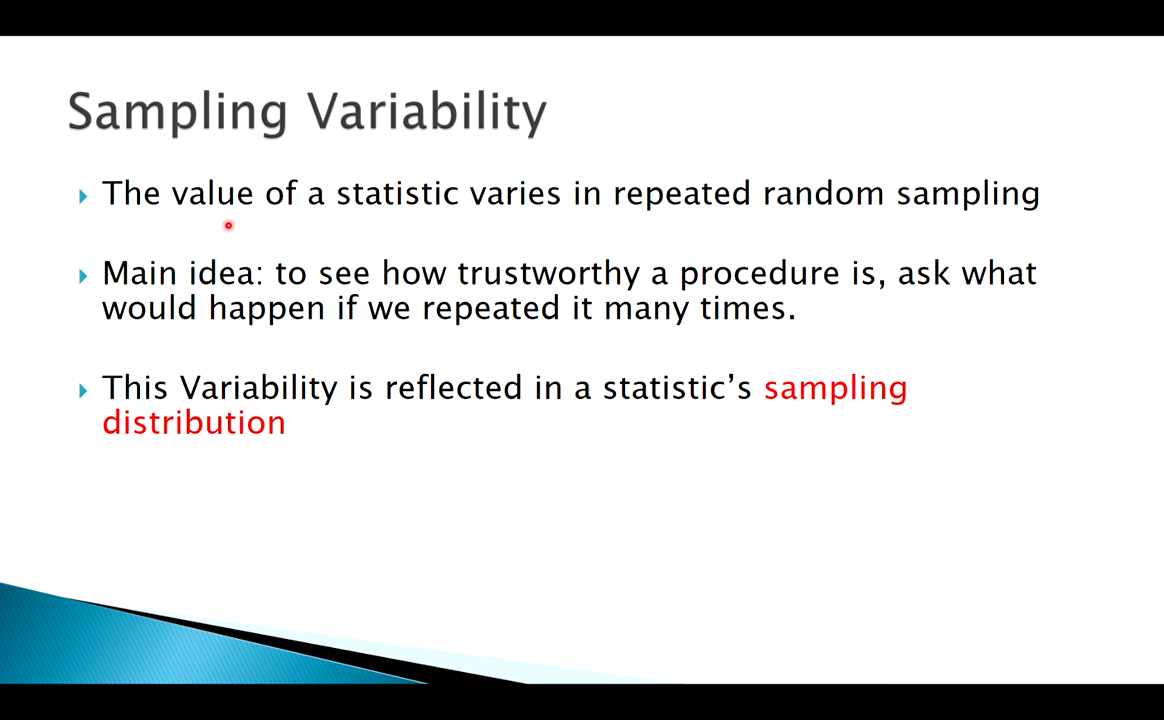 Sampling Variability
The value of a statistic varies in repeated random sampling
Main idea: to see how trustworthy a procedure is, ask what
would happen if we repeated it many times.
This Variability is reflected in a statistic’s sampling
distribution